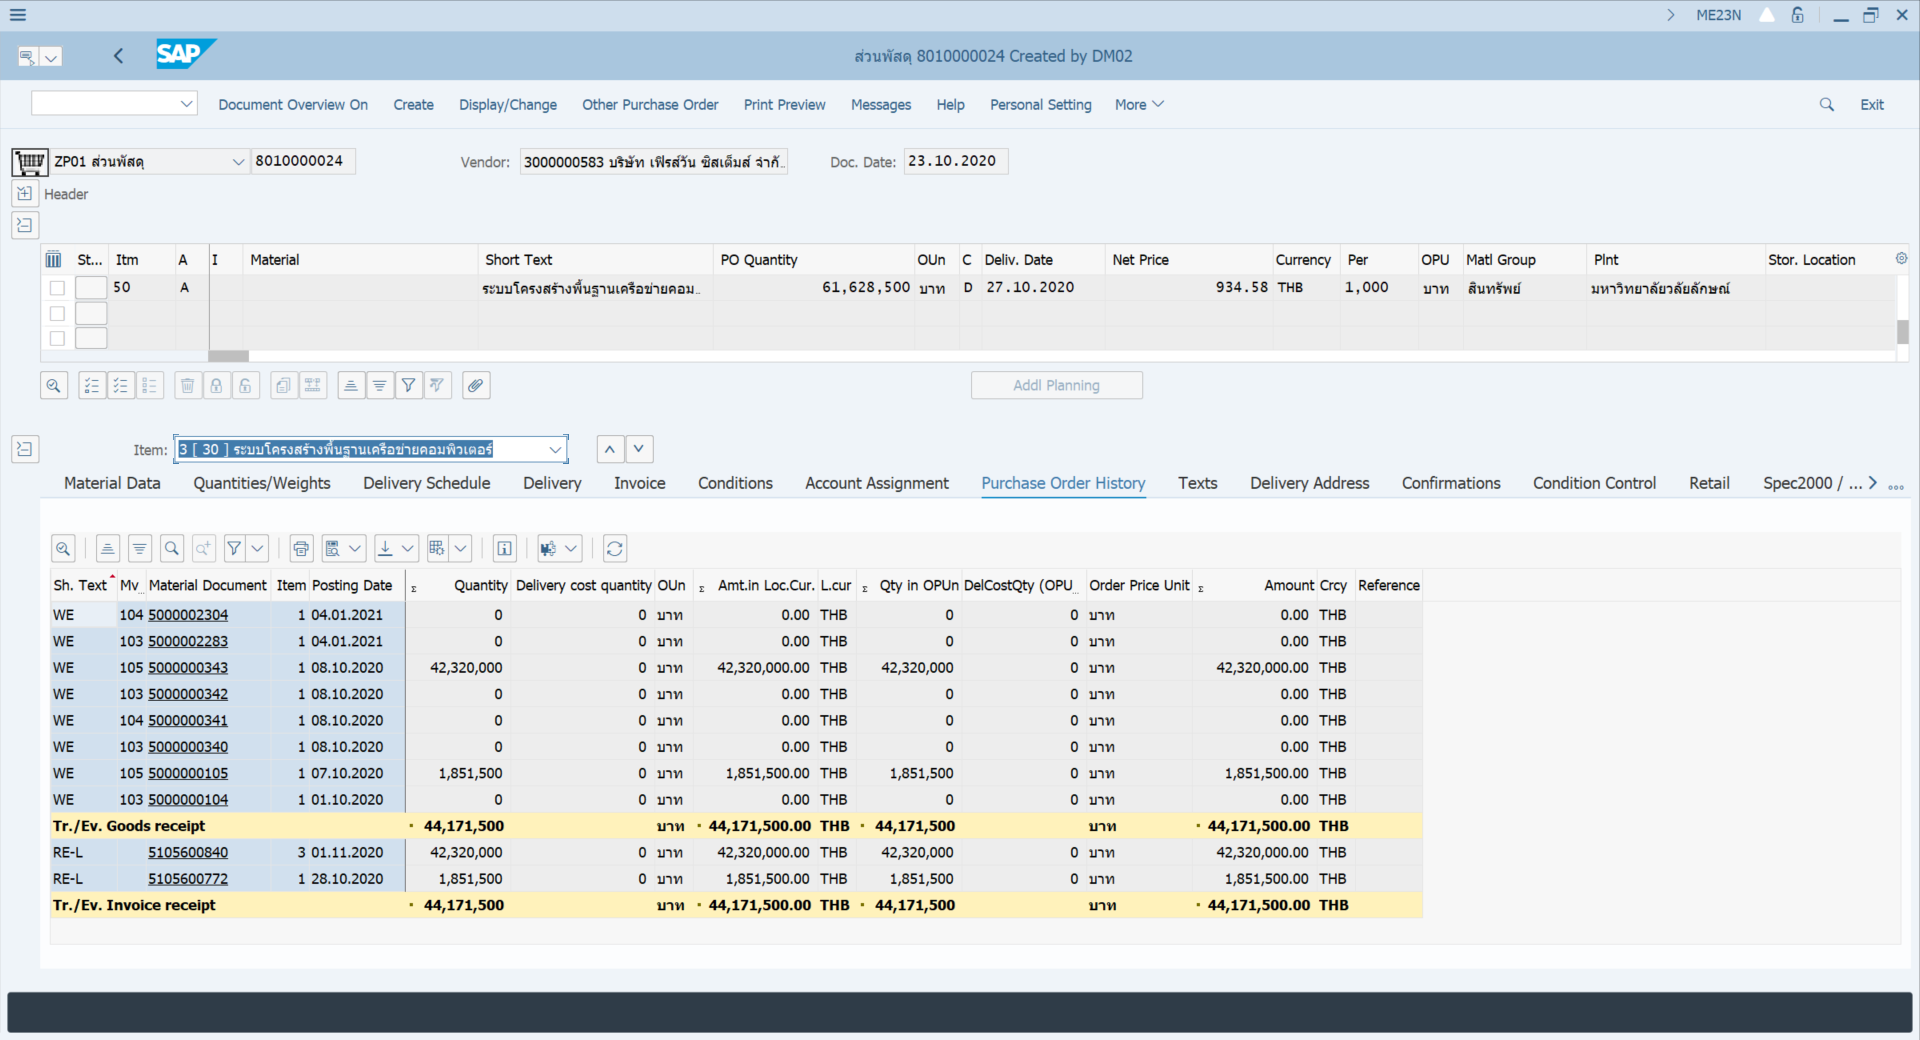 ME23N
SAP ส่วนพัสดุ 8010000024 Created by DM02
Document Overview On Create Display/Change Other Purchase Order Print Preview Messages Help Personal Setting More Exit
ZP01 ส่วนพัสดุ 8010000024 Vendor: 3000000583 บริษัท เฟิรส์วัน ซิสเต็มส์ จำกั.. Doc. Date: 23.10.2020
Header
St... Itm A I Material Short Text PO Quantity OUn C Deliv. Date Net Price Currency Per OPU Matl Group Plnt Stor. Location
50 A ระบบโครงสร้างพื้นฐานเครือข่ายคอม.. 61,628,500 บาท D 27.10.2020 934.58 THB 1,000 บาท สินทรัพย์ มหาวิทยาลัยวลัยลักษณ์
Addl Planning
Item: 3 [ 30 ] ระบบโครงสร้างพื้นฐานเครือข่ายคอมพิวเตอร์
Material Data Quantities/Weights Delivery Schedule Delivery Invoice Conditions Account Assignment Purchase Order History Texts Delivery Address Confirmations Condition Control Retail Spec2000 / ...
Sh. Text Mv.. Material Document Item Posting Date Σ Quantity Delivery cost quantity OUn Σ Amt.in Loc.Cur. L.cur Σ Qty in OPUn DelCostQty (OPU... Order Price Unit Σ Amount Crcy Reference
WE 104 5000002304 1 04.01.2021 0 0 บาท 0.00 THB 0 0 บาท 0.00 THB
WE 103 5000002283 1 04.01.2021 0 0 บาท 0.00 THB 0 0 บาท 0.00 THB
WE 105 5000000343 1 08.10.2020 42,320,000 0 บาท 42,320,000.00 THB 42,320,000 0 บาท 42,320,000.00 THB
WE 103 5000000342 1 08.10.2020 0 0 บาท 0.00 THB 0 0 บาท 0.00 THB
WE 104 5000000341 1 08.10.2020 0 0 บาท 0.00 THB 0 0 บาท 0.00 THB
WE 103 5000000340 1 08.10.2020 0 0 บาท 0.00 THB 0 0 บาท 0.00 THB
WE 105 5000000105 1 07.10.2020 1,851,500 0 บาท 1,851,500.00 THB 1,851,500 0 บาท 1,851,500.00 THB
WE 103 5000000104 1 01.10.2020 0 0 บาท 0.00 THB 0 0 บาท 0.00 THB
Tr./Ev. Goods receipt 44,171,500 บาท 44,171,500.00 THB 44,171,500 บาท 44,171,500.00 THB
RE-L 5105600840 3 01.11.2020 42,320,000 0 บาท 42,320,000.00 THB 42,320,000 0 บาท 42,320,000.00 THB
RE-L 5105600772 1 28.10.2020 1,851,500 0 บาท 1,851,500.00 THB 1,851,500 0 บาท 1,851,500.00 THB
Tr./Ev. Invoice receipt 44,171,500 บาท 44,171,500.00 THB 44,171,500 บาท 44,171,500.00 THB